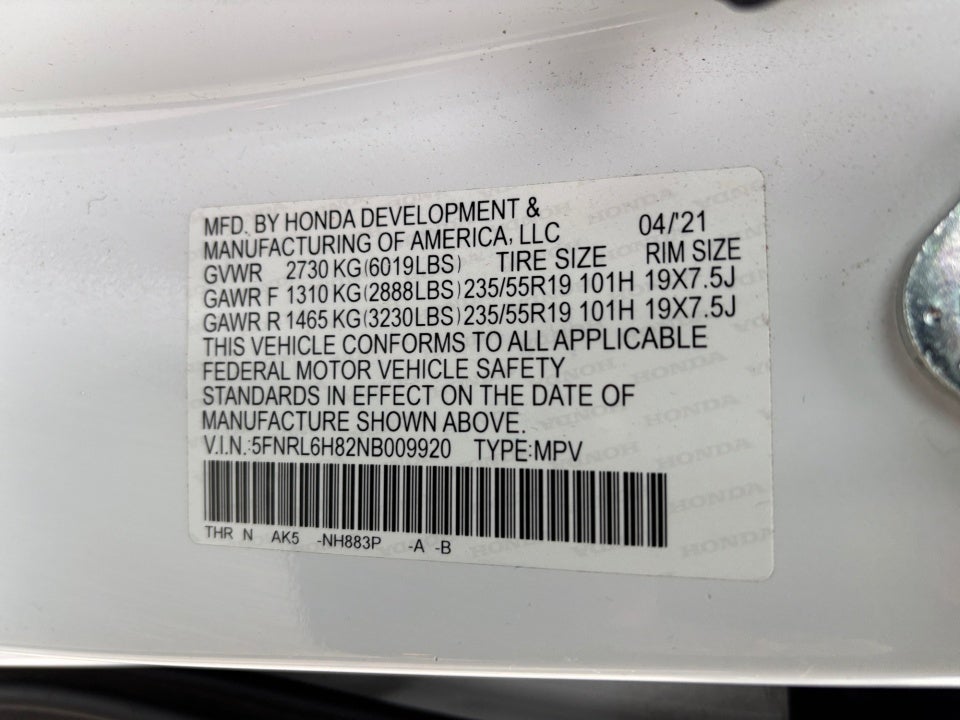 MFD. BY HONDA DEVELOPMENT &
MANUFACTURING OF AMERICA, LLC 04/'21
GVWR 2730 KG(6019LBS) TIRE SIZE RIM SIZE
GAWR F 1310 KG(2888LBS) 235/55R19 101H 19X7.5J
GAWR R 1465 KG(3230LBS) 235/55R19 101H 19X7.5J
THIS VEHICLE CONFORMS TO ALL APPLICABLE
FEDERAL MOTOR VEHICLE SAFETY
STANDARDS IN EFFECT ON THE DATE OF
MANUFACTURE SHOWN ABOVE.
V.I.N.:5FNRL6H82NB009920 TYPE:MPV
THR N AK5 -NH883P -A -B